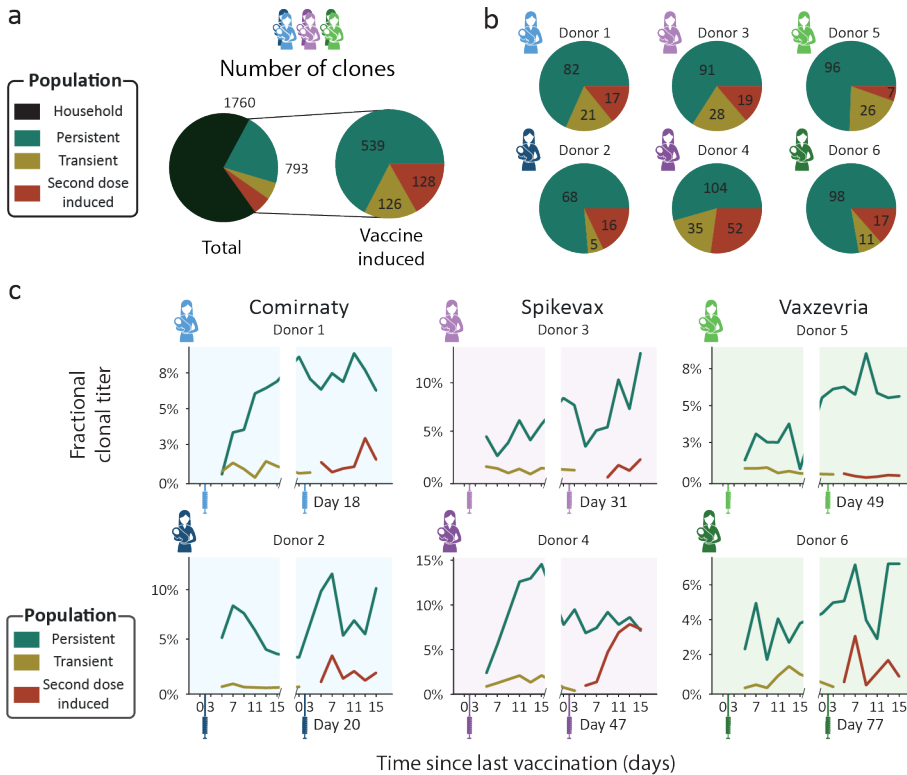 a
Number of clones
Population
Household
Persistent
Transient
Second dose
induced
1760
793
539
128
126
Total
Vaccine
induced
b
Donor 1
82
17
21
Donor 3
91
19
28
Donor 5
96
7
26
Donor 2
68
16
5
Donor 4
104
35
52
Donor 6
98
17
11
c
Comirnaty
Donor 1
Spikevax
Donor 3
Vaxzevria
Donor 5
Fractional
clonal titer
8%
5%
3%
0%
Day 18
10%
5%
0%
Day 31
8%
5%
3%
0%
Day 49
Donor 2
Donor 4
Donor 6
10%
5%
0%
0 3 7 11 15 0 3 7 11 15
Day 20
15%
10%
5%
0%
0 3 7 11 15 0 3 7 11 15
Day 47
6%
4%
2%
0%
0 3 7 11 15 0 3 7 11 15
Day 77
Population
Persistent
Transient
Second dose
induced
Time since last vaccination (days)